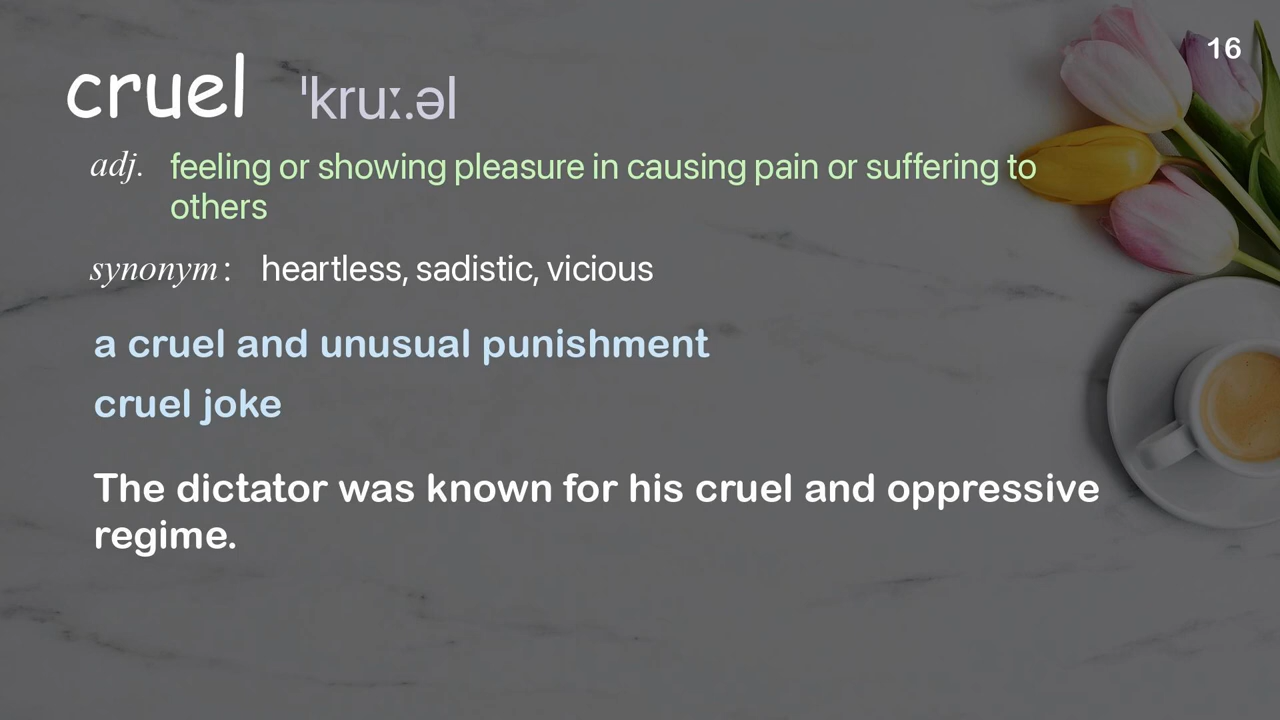 16
cruel ˈkruː.əl
adj. feeling or showing pleasure in causing pain or suffering to
others
synonym: heartless, sadistic, vicious
a cruel and unusual punishment
cruel joke
The dictator was known for his cruel and oppressive
regime.